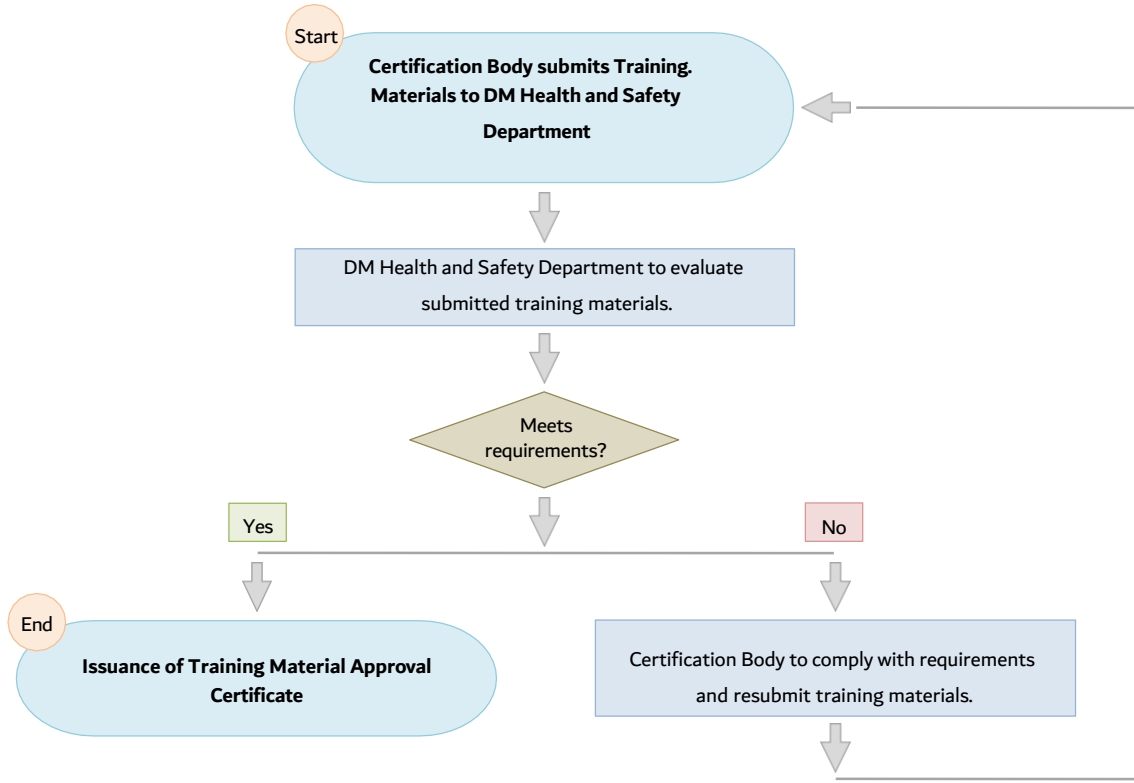 Start
Certification Body submits Training.
Materials to DM Health and Safety
Department
DM Health and Safety Department to evaluate
submitted training materials.
Meets
requirements?
Yes
No
End
Issuance of Training Material Approval
Certificate
Certification Body to comply with requirements
and resubmit training materials.